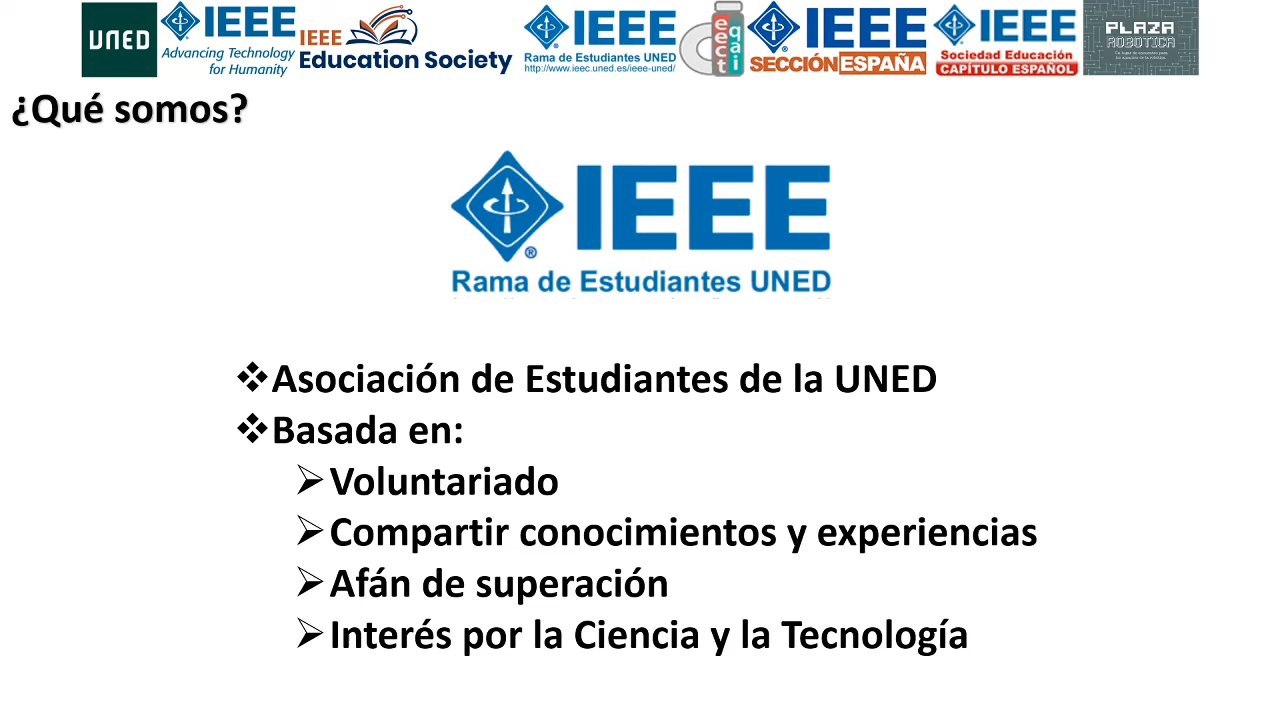 UNED
IEEE
Advancing Technology
for Humanity
IEEE
Education Society
IEEE
Rama de Estudiantes UNED
http://www.ieec.uned.es/ieee-uned/
IEEE
SECCIÓN ESPAÑA
IEEE
Sociedad Educación
CAPÍTULO ESPAÑOL
PLAZA
ROBOTICA
¿Qué somos?
IEEE
®
Rama de Estudiantes UNED
❖Asociación de Estudiantes de la UNED
❖Basada en:
➢Voluntariado
➢Compartir conocimientos y experiencias
➢Afán de superación
➢Interés por la Ciencia y la Tecnología